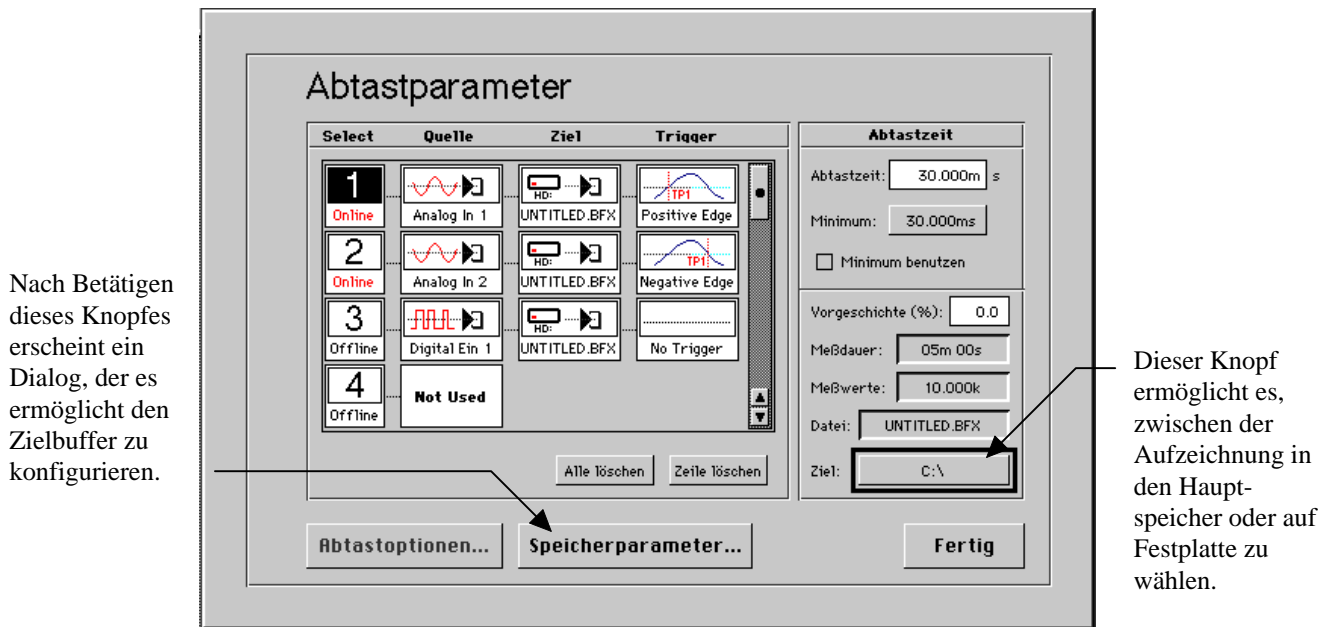 Abtastparameter
Select Quelle Ziel Trigger
1
Online
Analog In 1
HD:
UNTITLED.BFX
TP1
Positive Edge
2
Online
Analog In 2
HD:
UNTITLED.BFX
TP1
Negative Edge
3
Offline
Digital Ein 1
HD:
UNTITLED.BFX
No Trigger
4
Offline
Not Used
Alle löschen
Zeile löschen
Abtastzeit
Abtastzeit: 30.000m s
Minimum: 30.000ms
Minimum benutzen
Vorgeschichte (%): 0.0
Meßdauer: 05m 00s
Meßwerte: 10.000k
Datei: UNTITLED.BFX
Ziel: C:\
Abtastoptionen...
Speicherparameter...
Fertig
Nach Betätigen
dieses Knopfes
erscheint ein
Dialog, der es
ermöglicht den
Zielbuffer zu
konfigurieren.
Dieser Knopf
ermöglicht es,
zwischen der
Aufzeichnung in
den Haupt-
speicher oder auf
Festplatte zu
wählen.